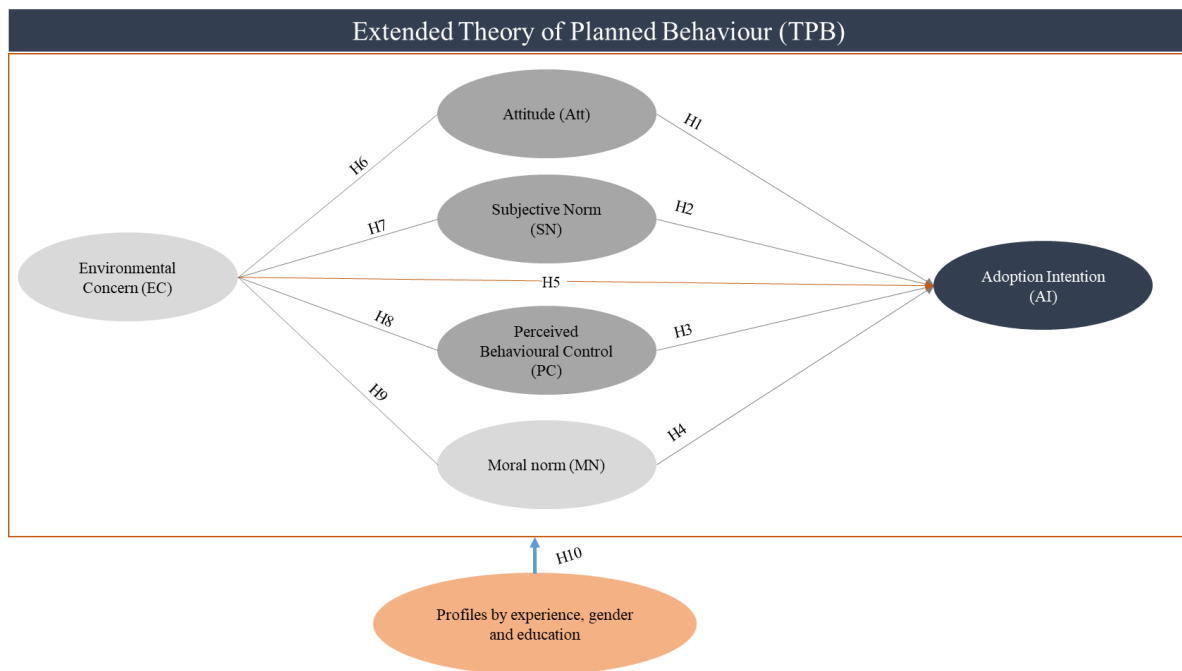 Extended Theory of Planned Behaviour (TPB)
Attitude (Att)
H1
H6
Subjective Norm
(SN)
H2
H7
Environmental
Concern (EC)
H5
Adoption Intention
(AI)
H8
Perceived
Behavioural Control
(PC)
H3
H9
Moral norm (MN)
H4
H10
Profiles by experience, gender
and education